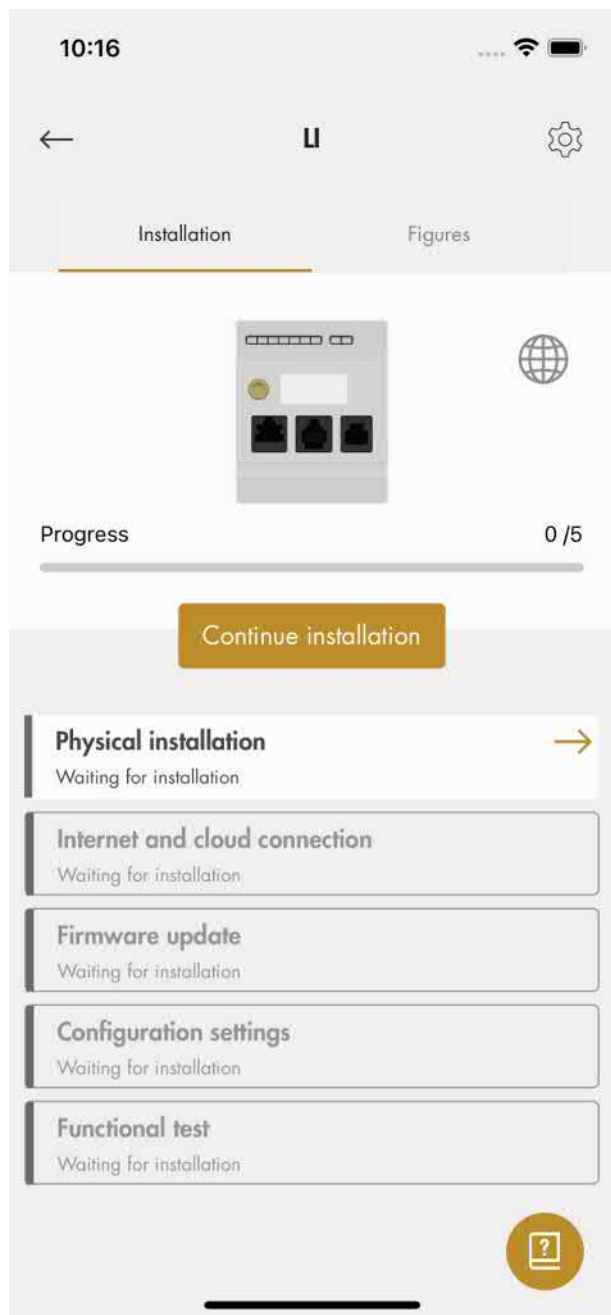 10:16
LI
Installation
Figures
Progress
0 /5
Continue installation
Physical installation
Waiting for installation
Internet and cloud connection
Waiting for installation
Firmware update
Waiting for installation
Configuration settings
Waiting for installation
Functional test
Waiting for installation
?